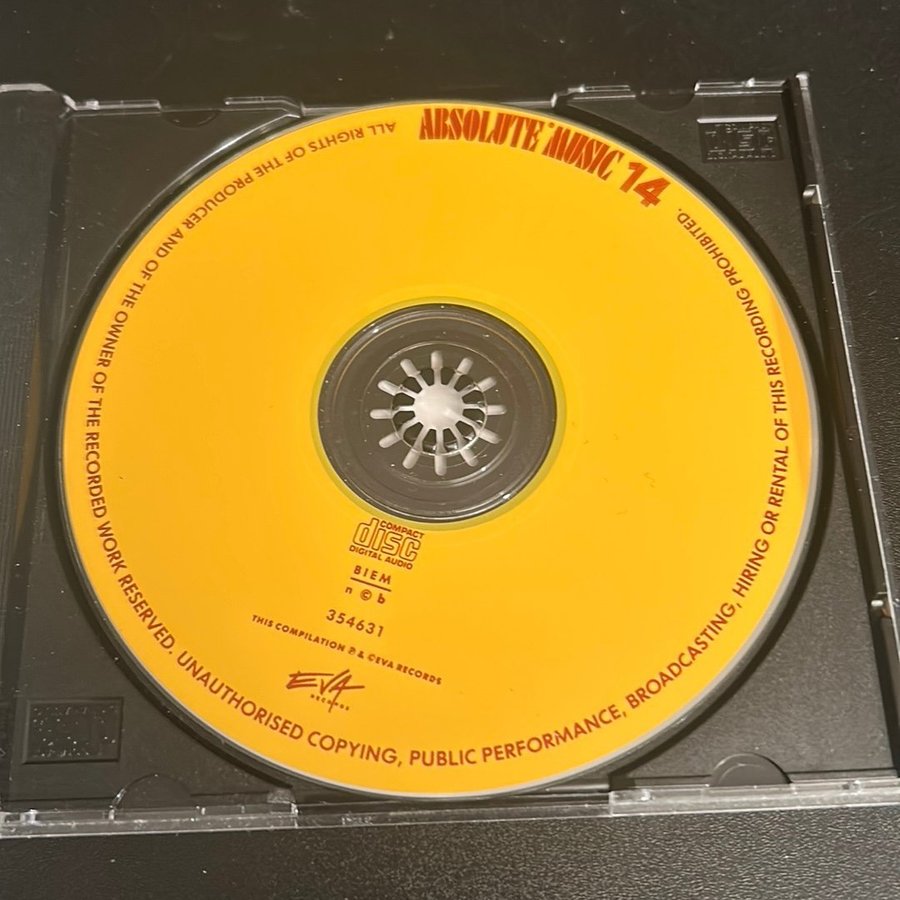 ABSOLUTE MUSIC 14
ALL RIGHTS OF THE PRODUCER AND OF THE OWNER OF THE RECORDED WORK RESERVED. UNAUTHORISED COPYING, PUBLIC PERFORMANCE, BROADCASTING, HIRING OR RENTAL OF THIS RECORDING PROHIBITED.
COMPACT
disc
DIGITAL AUDIO
BIEM
n©b
354631
THIS COMPILATION ℗ & ©EVA RECORDS
EVA
RECORDS